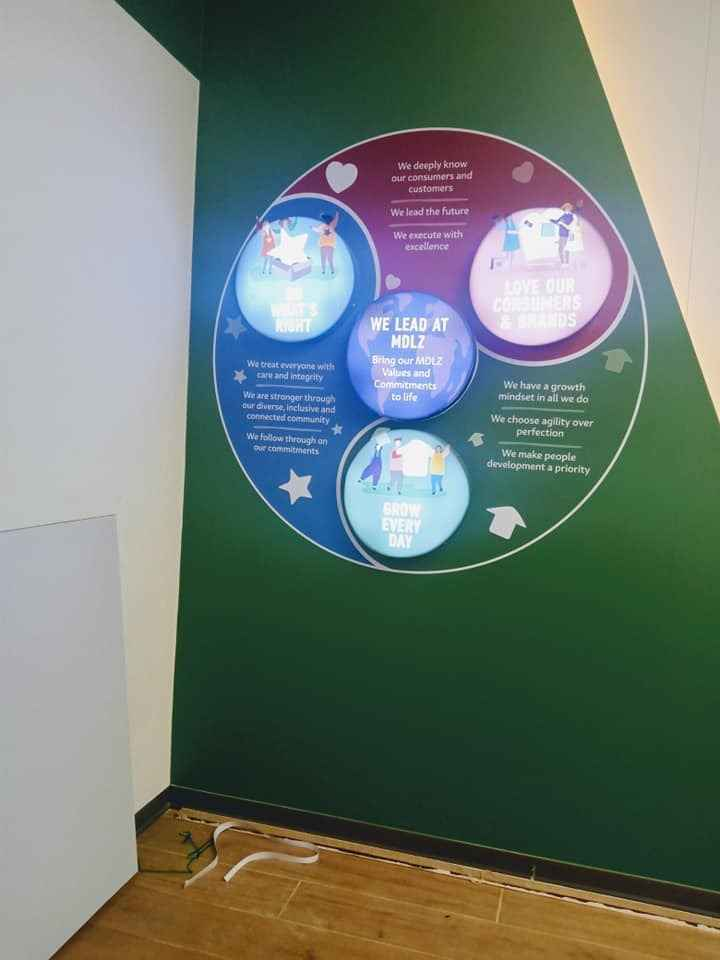 We deeply know
our consumers and
customers
We lead the future
We execute with
excellence
DO
WHAT'S
RIGHT
LOVE OUR
CONSUMERS
& BRANDS
WE LEAD AT
MDLZ
Bring our MDLZ
Values and
Commitments
to life
We treat everyone with
care and integrity
We are stronger through
our diverse, inclusive and
connected community
We follow through on
our commitments
We have a growth
mindset in all we do
We choose agility over
perfection
We make people
development a priority
GROW
EVERY
DAY